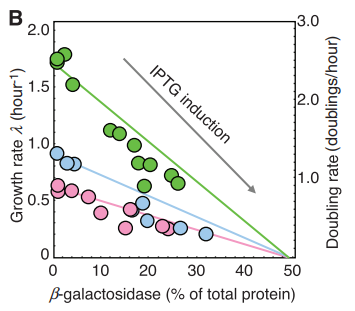 B
2.0
1.5
1.0
0.5
0
Growth rate λ (hour⁻¹)
3.0
2.0
1.0
Doubling rate (doublings/hour)
IPTG induction
0 10 20 30 40 50
β-galactosidase (% of total protein)